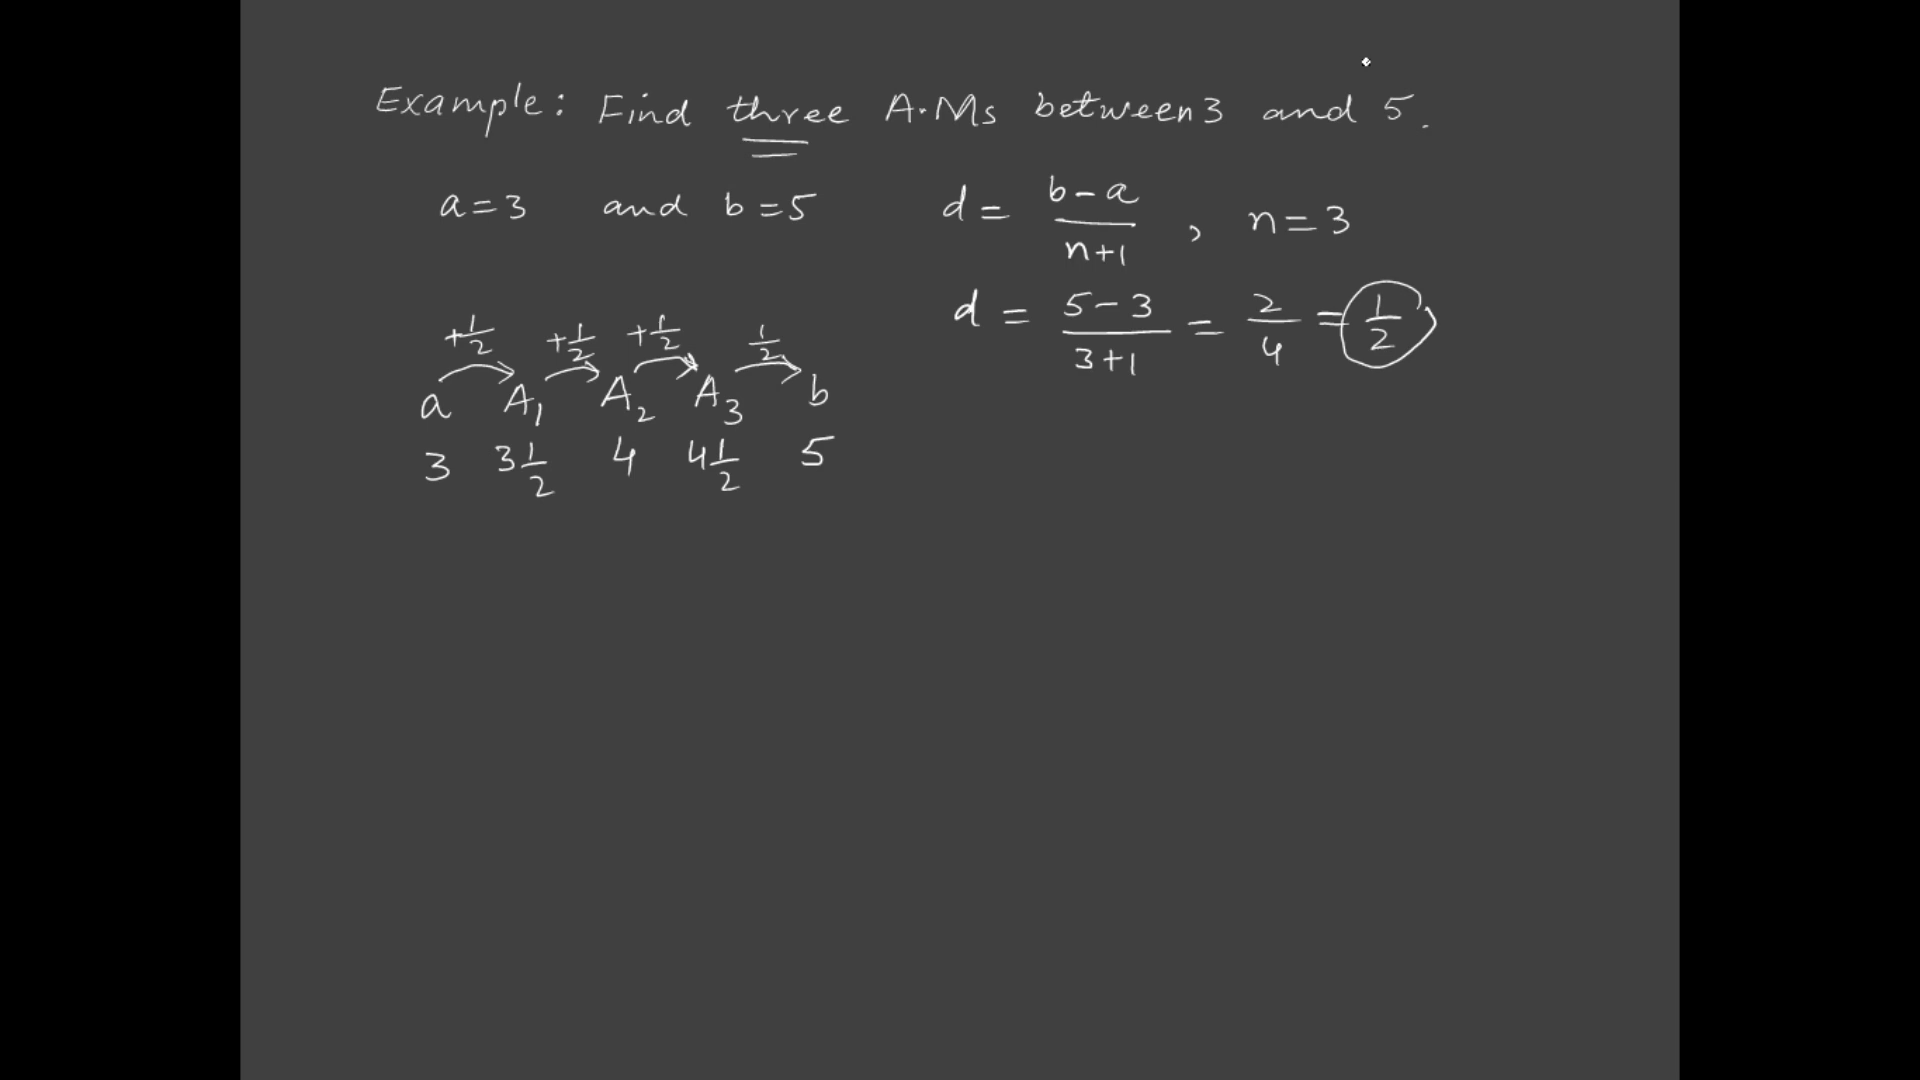 Example: Find three A.Ms between 3 and 5.
a=3 and b=5
d = b-a/n+1 , n=3
d = 5-3/3+1 = 2/4 = 1/2
+1/2 +1/2 +1/2 1/2
a A1 A2 A3 b
3 3 1/2 4 4 1/2 5